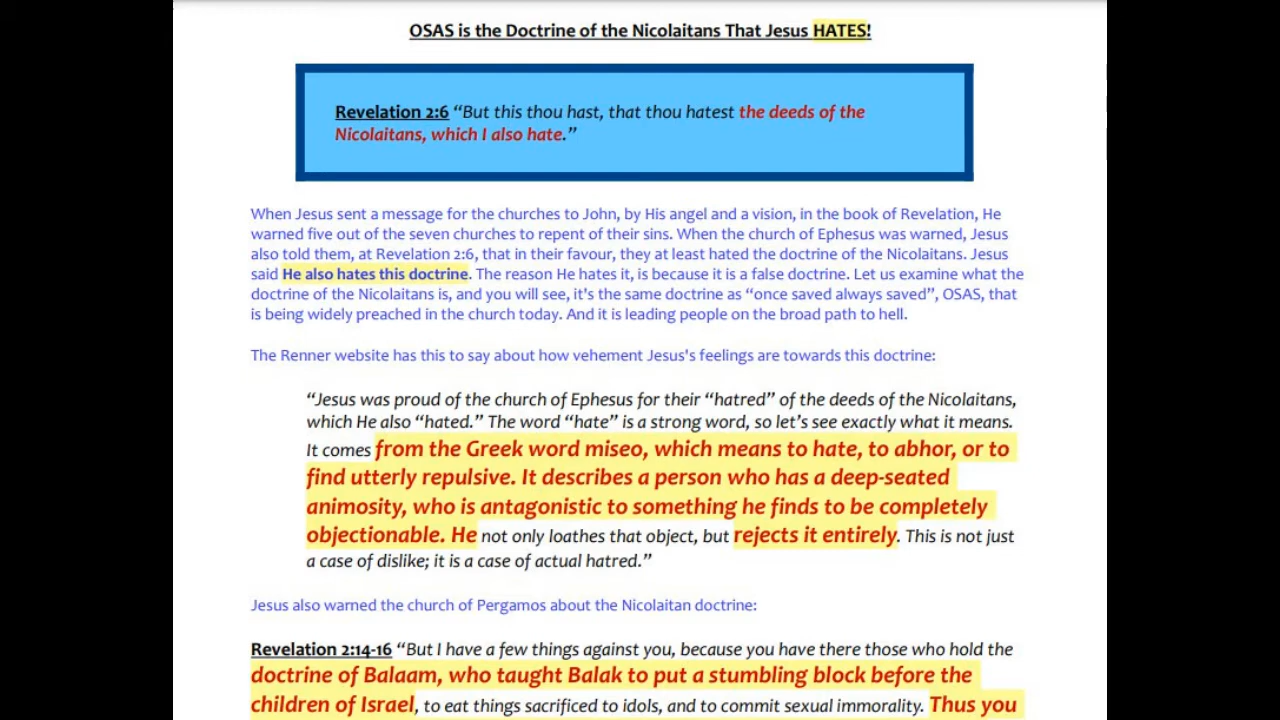 OSAS is the Doctrine of the Nicolaitans That Jesus HATES!
Revelation 2:6 “But this thou hast, that thou hatest the deeds of the
Nicolaitans, which I also hate.”
When Jesus sent a message for the churches to John, by His angel and a vision, in the book of Revelation, He
warned five out of the seven churches to repent of their sins. When the church of Ephesus was warned, Jesus
also told them, at Revelation 2:6, that in their favour, they at least hated the doctrine of the Nicolaitans. Jesus
said He also hates this doctrine. The reason He hates it, is because it is a false doctrine. Let us examine what the
doctrine of the Nicolaitans is, and you will see, it's the same doctrine as “once saved always saved”, OSAS, that
is being widely preached in the church today. And it is leading people on the broad path to hell.
The Renner website has this to say about how vehement Jesus's feelings are towards this doctrine:
“Jesus was proud of the church of Ephesus for their “hatred” of the deeds of the Nicolaitans,
which He also “hated.” The word “hate” is a strong word, so let’s see exactly what it means.
It comes from the Greek word miseo, which means to hate, to abhor, or to
find utterly repulsive. It describes a person who has a deep-seated
animosity, who is antagonistic to something he finds to be completely
objectionable. He not only loathes that object, but rejects it entirely. This is not just
a case of dislike; it is a case of actual hatred.”
Jesus also warned the church of Pergamos about the Nicolaitan doctrine:
Revelation 2:14-16 “But I have a few things against you, because you have there those who hold the
doctrine of Balaam, who taught Balak to put a stumbling block before the
children of Israel, to eat things sacrificed to idols, and to commit sexual immorality. Thus you